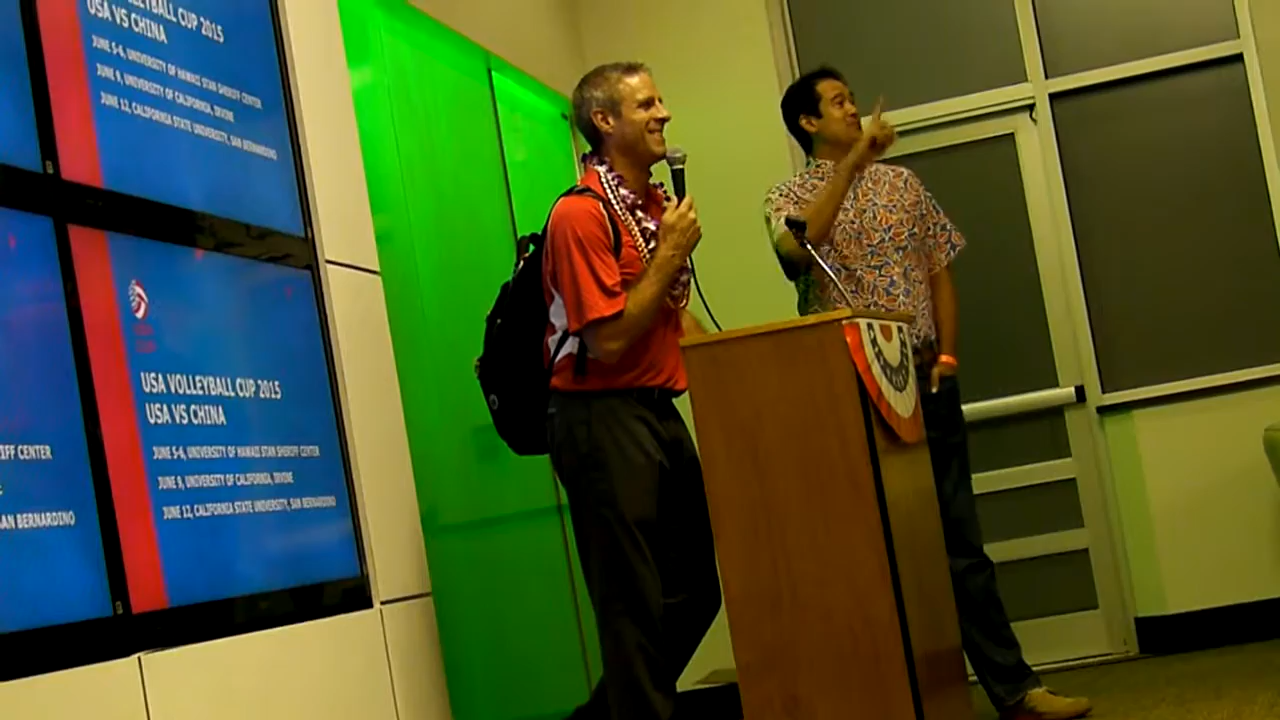 USA VS CHINA
VOLLEYBALL CUP 2015
JUNE 5-6, UNIVERSITY OF HAWAII STAN SHERIFF CENTER
JUNE 9, UNIVERSITY OF CALIFORNIA, IRVINE
JUNE 12, CALIFORNIA STATE UNIVERSITY, SAN BERNARDINO
USA VOLLEYBALL CUP 2015
USA VS CHINA
JUNE 5-6, UNIVERSITY OF HAWAII STAN SHERIFF CENTER
JUNE 9, UNIVERSITY OF CALIFORNIA, IRVINE
JUNE 12, CALIFORNIA STATE UNIVERSITY, SAN BERNARDINO
IFF CENTER
AN BERNARDINO